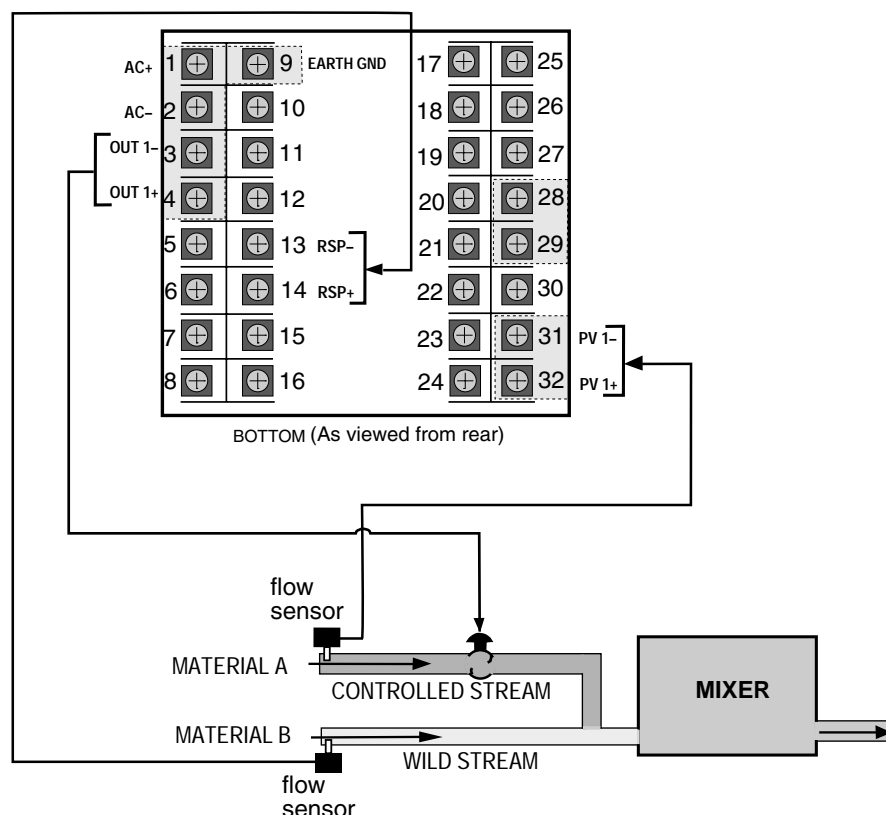 AC+ 1 9 EARTH GND 17 25
AC– 2 10 18 26
OUT 1– 3 11 19 27
OUT 1+ 4 12 20 28
5 13 RSP– 21 29
6 14 RSP+ 22 30
7 15 23 31 PV 1–
8 16 24 32 PV 1+
BOTTOM (As viewed from rear)
flow
sensor
MATERIAL A
CONTROLLED STREAM
MIXER
MATERIAL B
WILD STREAM
flow
sensor